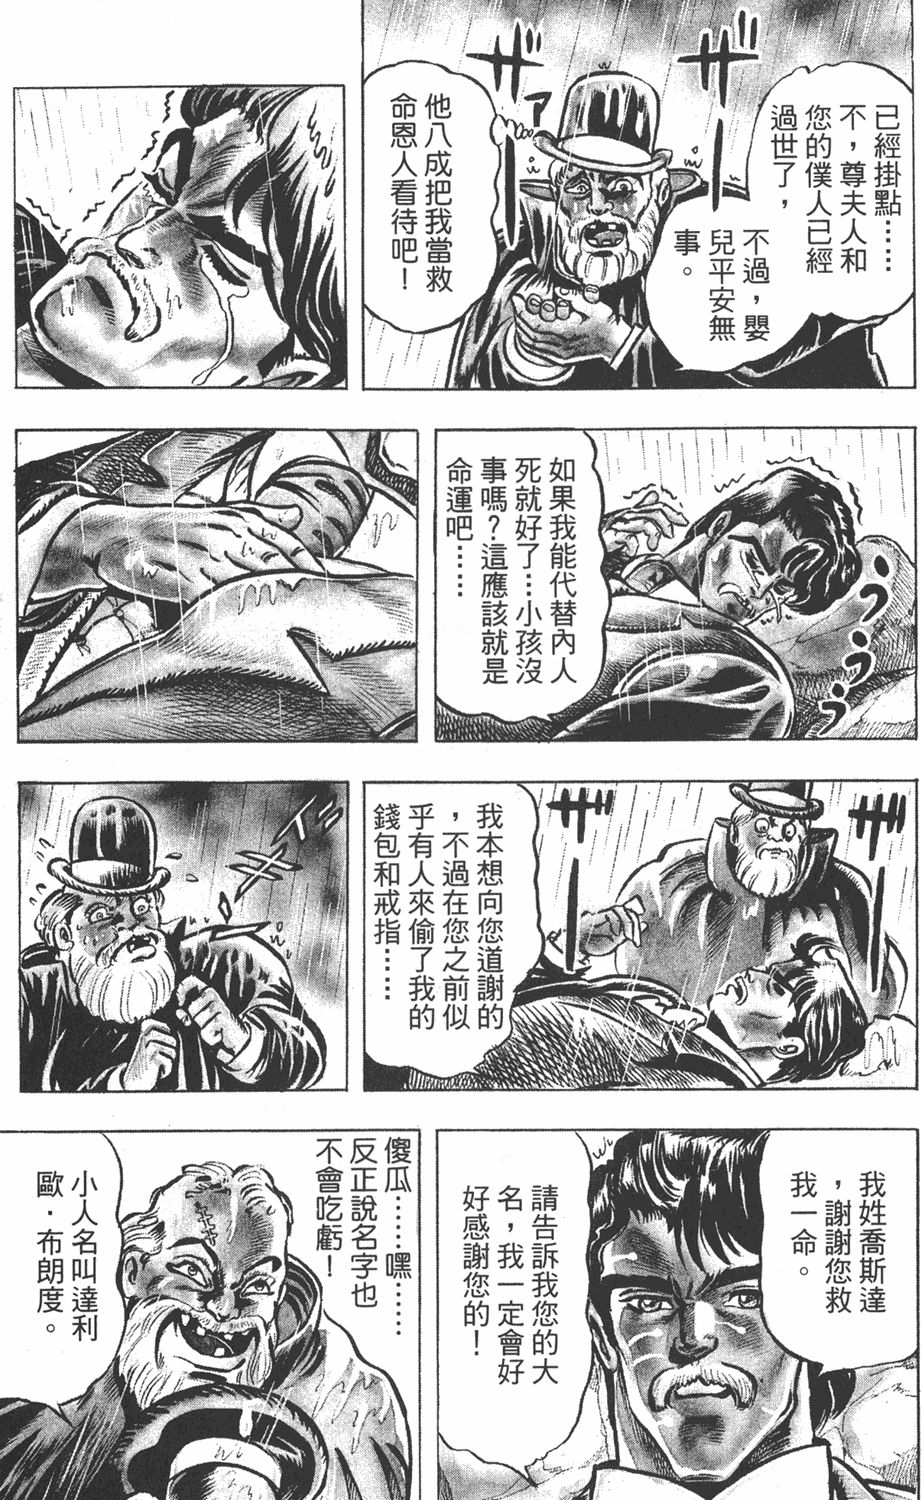 已經掛點……
不，尊夫人和
您的僕人已經
過世了，
不過，嬰
兒平安無
事。
ザ
ザ
ァ
他八成把我當救
命恩人看待吧！
如果我能代替內人
死就好了…小孩沒
事嗎？這應該就是
命運吧……
う
う
う
ザ
ザ
我本想向您道謝的
，不過在您之前似
乎有人來偷了我的
錢包和戒指……
ギ
イ
我姓喬斯達
，謝謝您救
我一命。
請告訴我您的大
名，我一定會好
好感謝您的！
傻瓜……嘿……
反正說名字也
不會吃虧！
小人名叫達利
歐．布朗度。